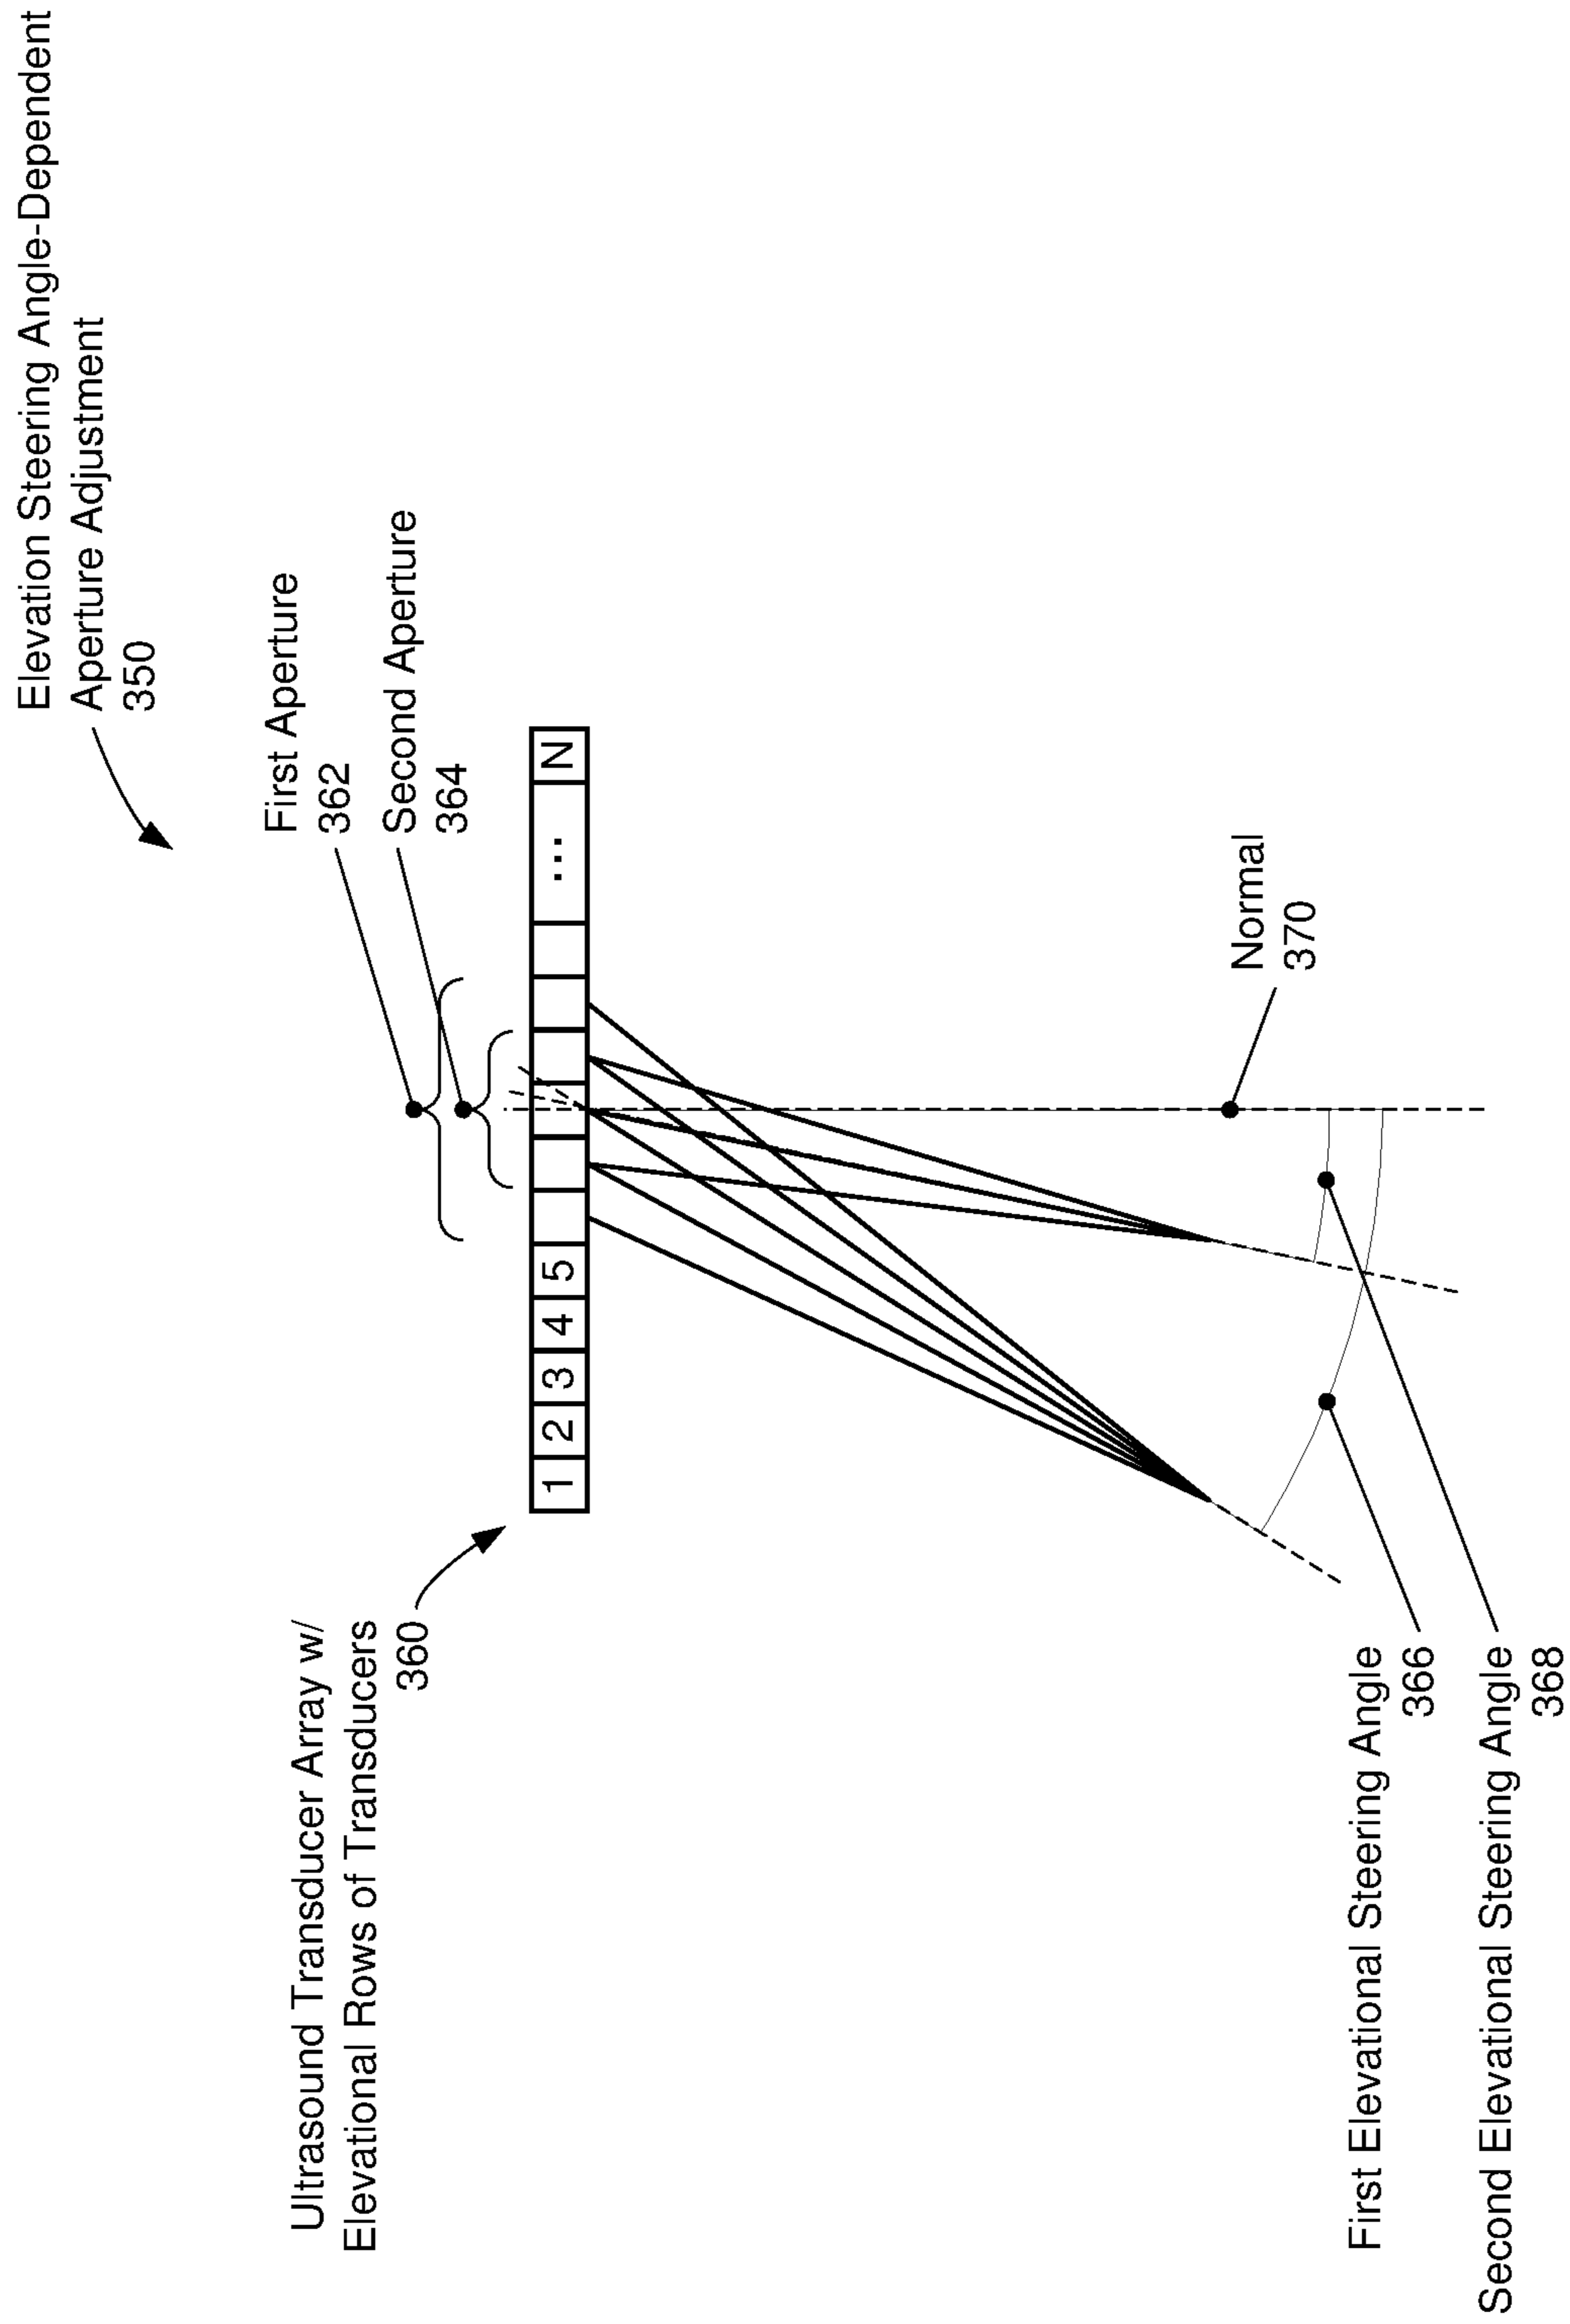 Elevation Steering Angle-Dependent
Aperture Adjustment
350
First Aperture
362
Second Aperture
364
Ultrasound Transducer Array w/
Elevational Rows of Transducers
360
1 2 3 4 5 ... N
Normal
370
First Elevational Steering Angle
366
Second Elevational Steering Angle
368